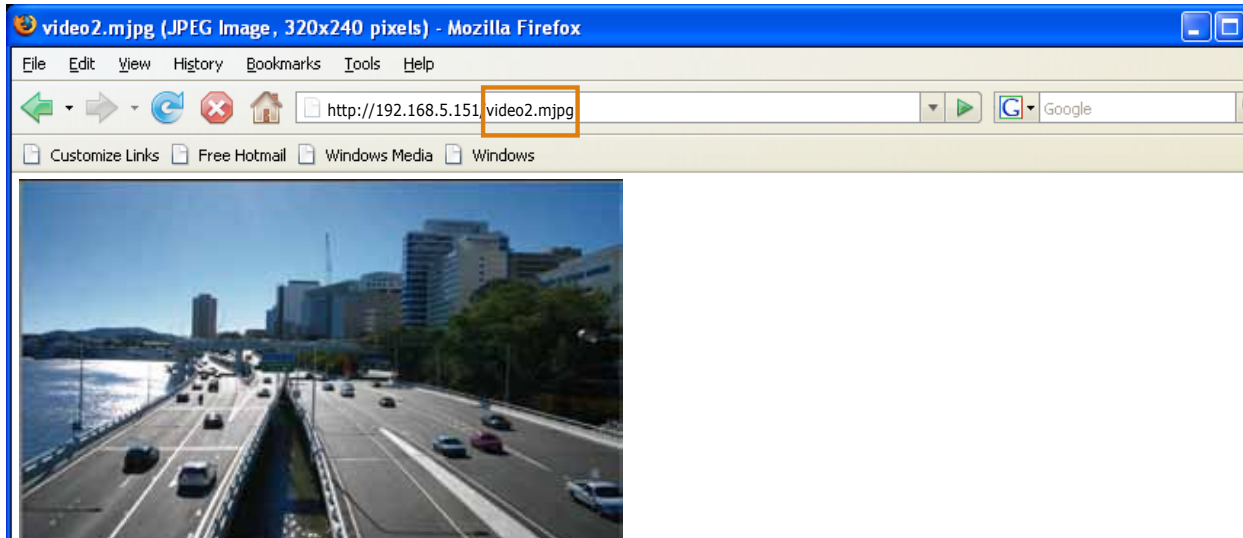 video2.mjpg (JPEG Image, 320x240 pixels) - Mozilla Firefox
File Edit View History Bookmarks Tools Help
http://192.168.5.151/video2.mjpg G Google
Customize Links Free Hotmail Windows Media Windows